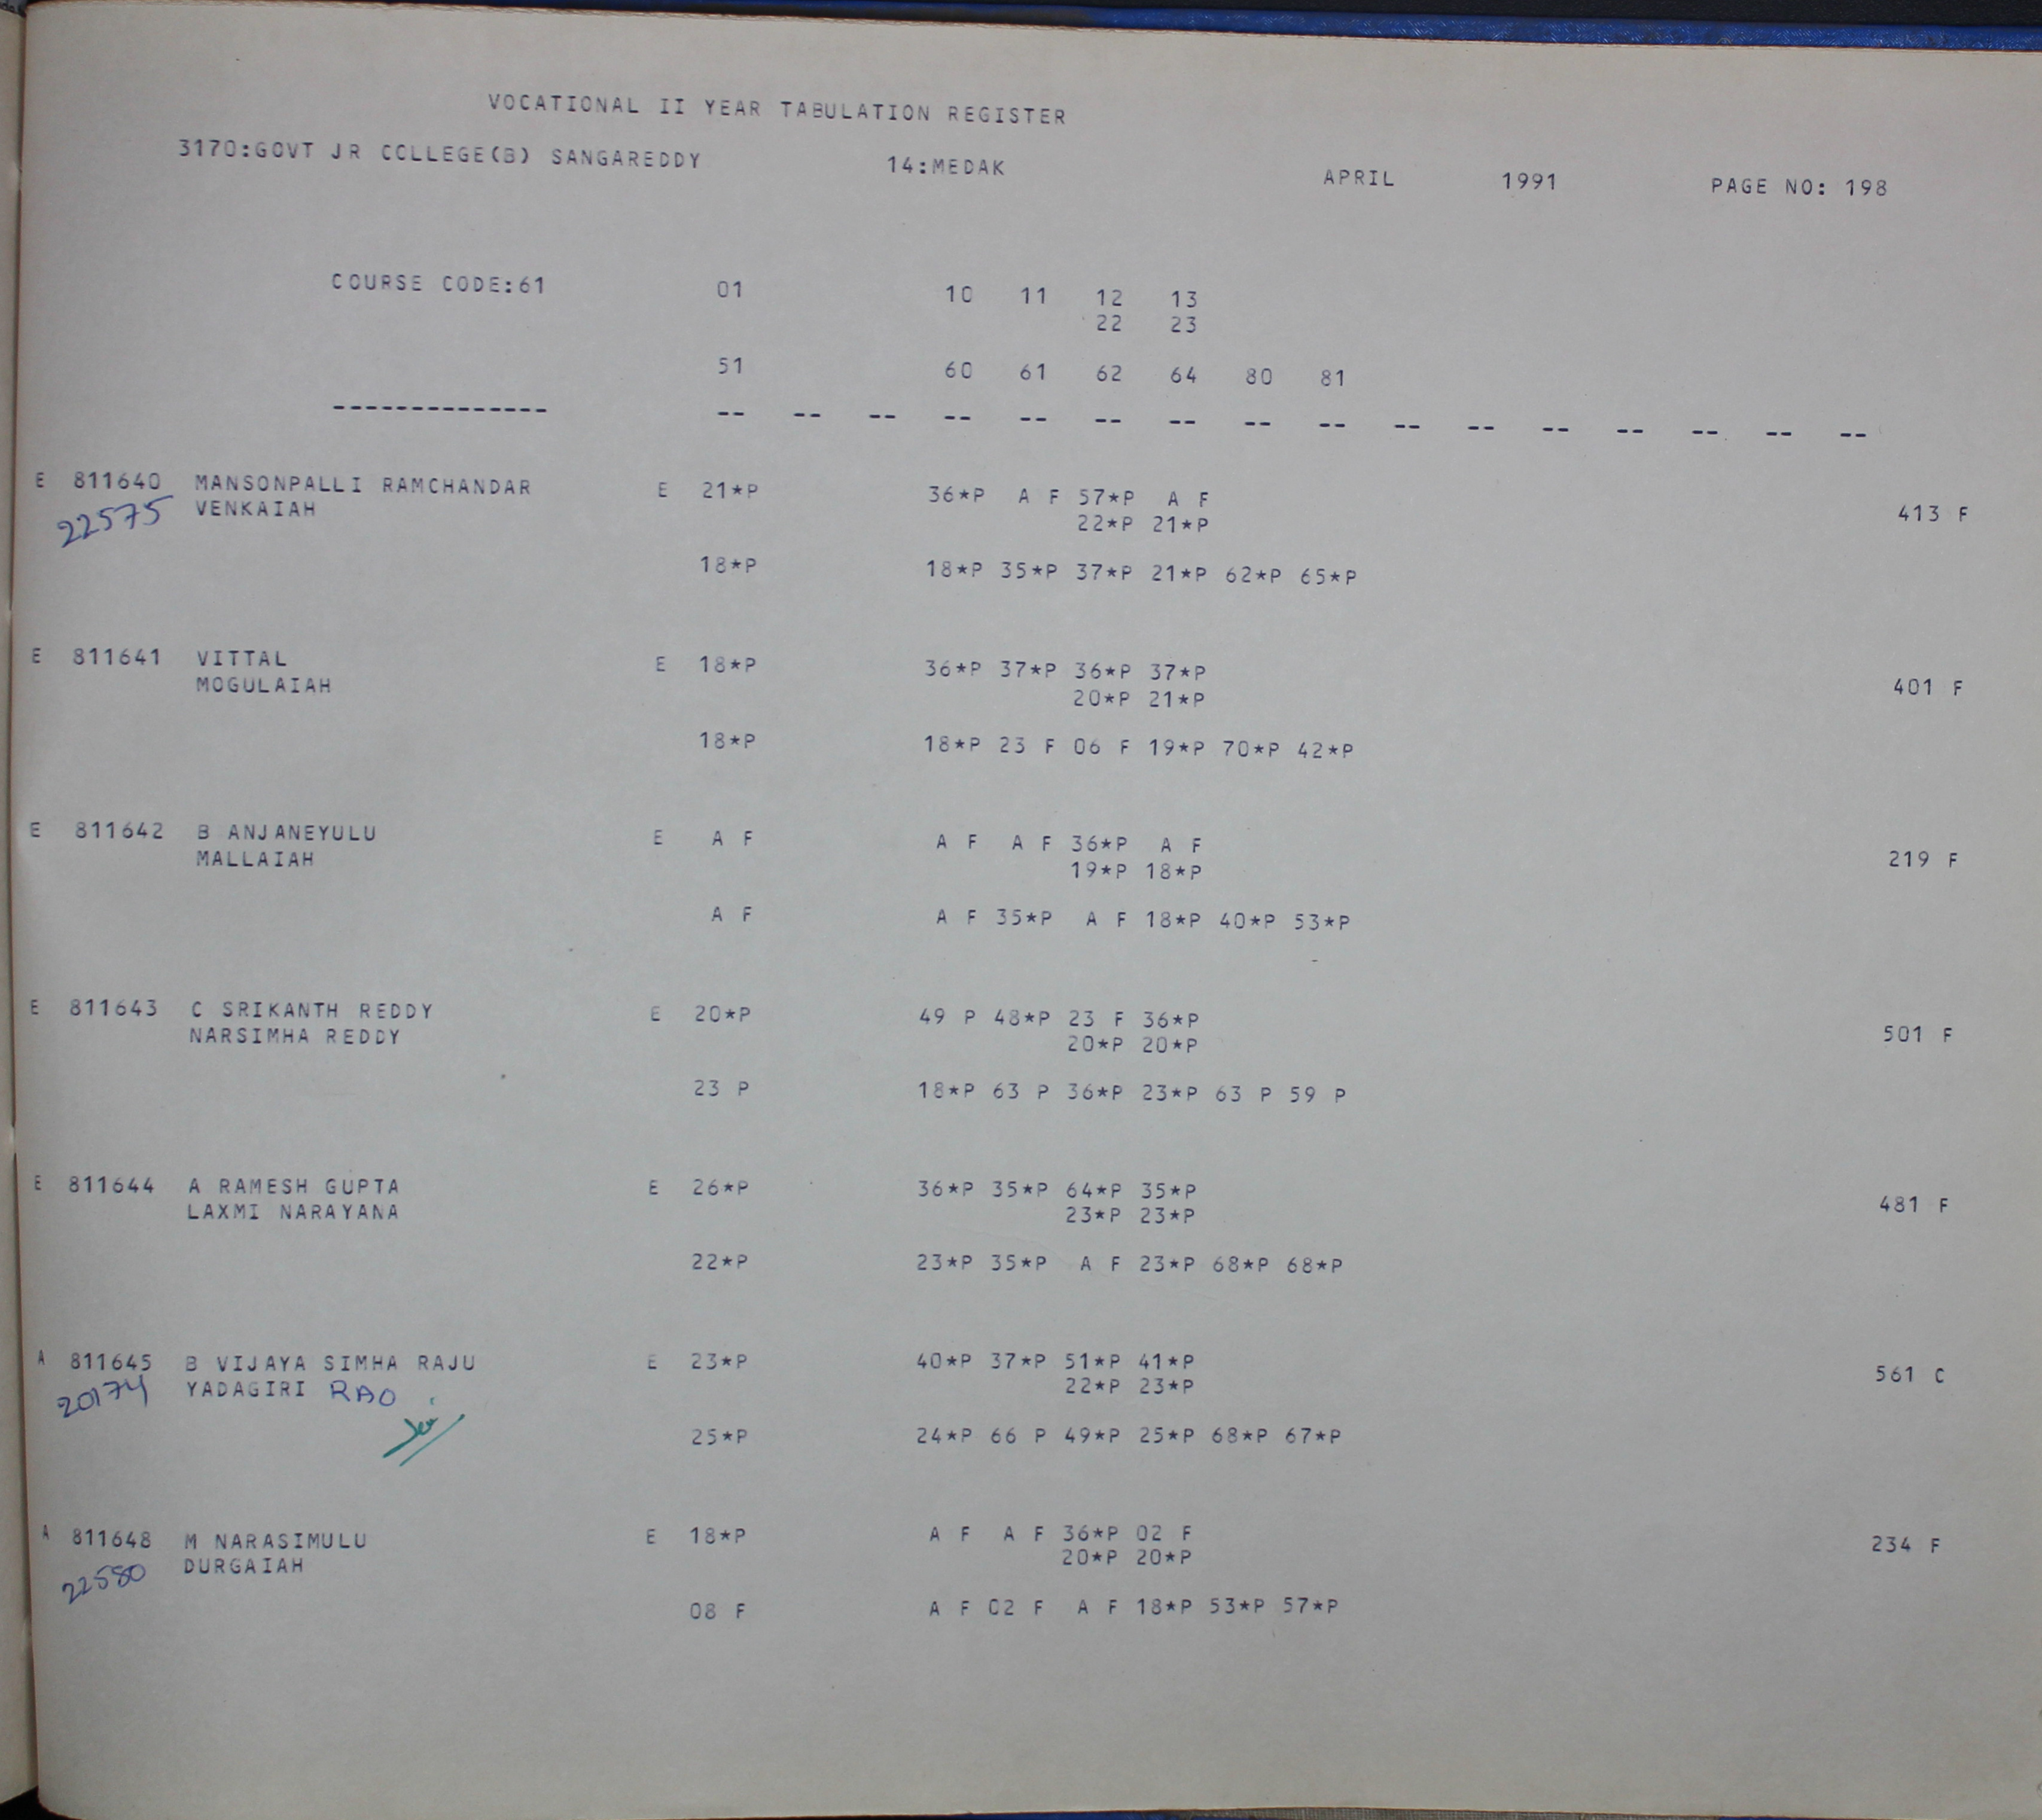 VOCATIONAL II YEAR TABULATION REGISTER
3170:GOVT JR COLLEGE(B) SANGAREDDY 14:MEDAK APRIL 1991 PAGE NO: 198
COURSE CODE:61 01 10 11 12 13
22 23
51 60 61 62 64 80 81
-------------- -- -- -- -- -- -- -- -- -- -- -- -- -- -- -- --
E 811640 MANSONPALLI RAMCHANDAR E 21*P 36*P A F 57*P A F
22575 VENKAIAH 22*P 21*P 413 F
18*P 18*P 35*P 37*P 21*P 62*P 65*P
E 811641 VITTAL E 18*P 36*P 37*P 36*P 37*P
MOGULAIAH 20*P 21*P 401 F
18*P 18*P 23 F 06 F 19*P 70*P 42*P
E 811642 B ANJANEYULU E A F A F A F 36*P A F
MALLAIAH 19*P 18*P 219 F
A F A F 35*P A F 18*P 40*P 53*P
E 811643 C SRIKANTH REDDY E 20*P 49 P 48*P 23 F 36*P
NARSIMHA REDDY 20*P 20*P 501 F
23 P 18*P 63 P 36*P 23*P 63 P 59 P
E 811644 A RAMESH GUPTA E 26*P 36*P 35*P 64*P 35*P
LAXMI NARAYANA 23*P 23*P 481 F
22*P 23*P 35*P A F 23*P 68*P 68*P
A 811645 B VIJAYA SIMHA RAJU E 23*P 40*P 37*P 51*P 41*P
20174 YADAGIRI RAO 22*P 23*P 561 C
25*P 24*P 66 P 49*P 25*P 68*P 67*P
A 811648 M NARASIMULU E 18*P A F A F 36*P 02 F
22580 DURGAIAH 20*P 20*P 234 F
08 F A F 02 F A F 18*P 53*P 57*P